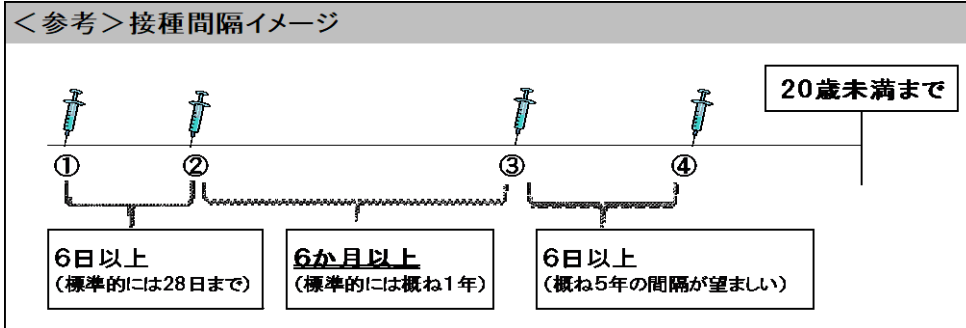 ＜参考＞接種間隔イメージ
20歳未満まで
① ② ③ ④
6日以上
（標準的には28日まで）
6か月以上
（標準的には概ね1年）
6日以上
（概ね5年の間隔が望ましい）